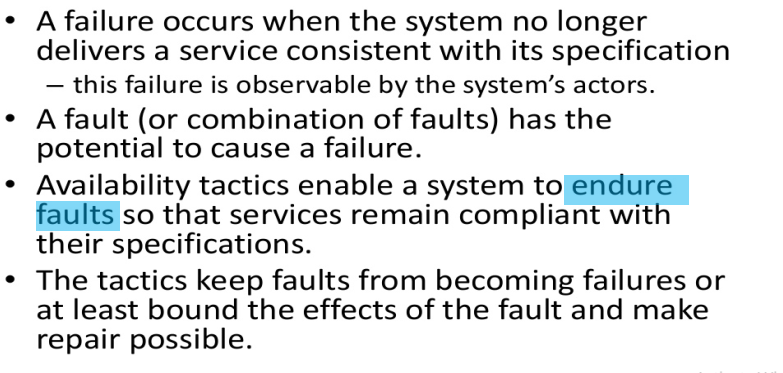 • A failure occurs when the system no longer
delivers a service consistent with its specification
– this failure is observable by the system's actors.
• A fault (or combination of faults) has the
potential to cause a failure.
• Availability tactics enable a system to endure
faults so that services remain compliant with
their specifications.
• The tactics keep faults from becoming failures or
at least bound the effects of the fault and make
repair possible.